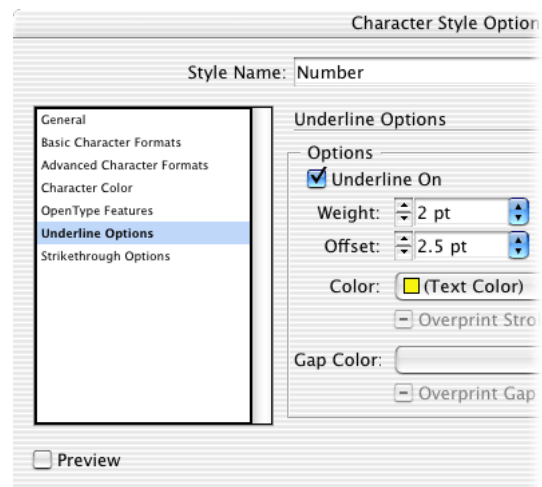 Character Style Option
Style Name: Number
General
Basic Character Formats
Advanced Character Formats
Character Color
OpenType Features
Underline Options
Strikethrough Options
Underline Options
Options
Underline On
Weight: 2 pt
Offset: 2.5 pt
Color: (Text Color)
Overprint Stro
Gap Color:
Overprint Gap
Preview